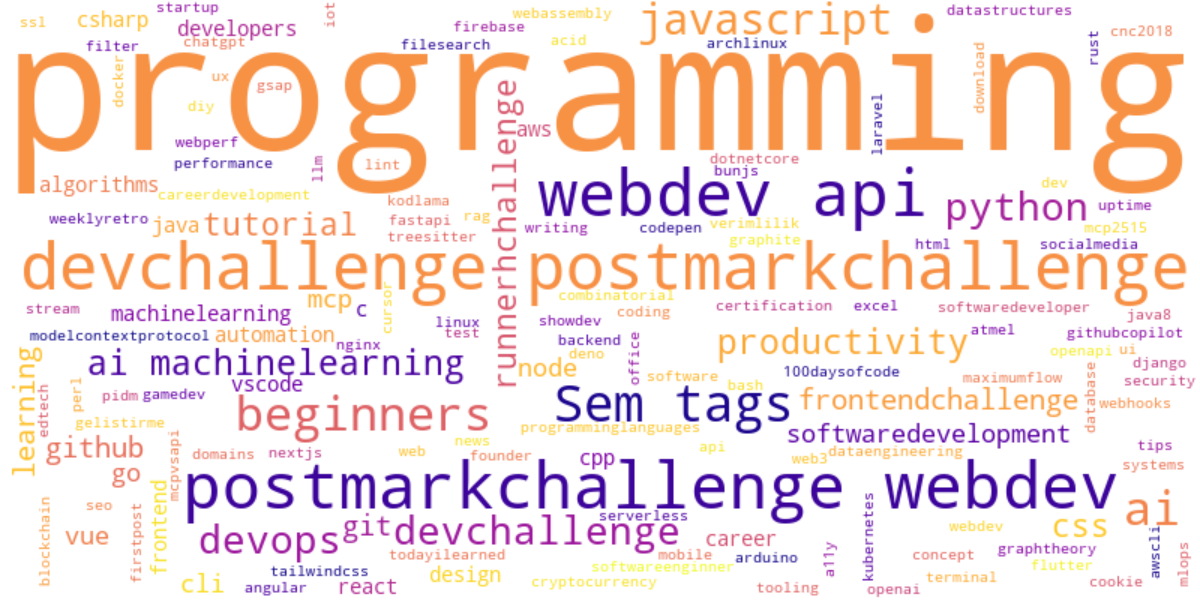 startup
ssl
csharp
developers
iot
filter
chatgpt
firebase
webassembly
filesearch
acid
javascript
archlinux
datastructures
cnc2018
rust
programming
docker
ux
gsap
diy
download
laravel
webperf
performance
llm
lint
aws
runnerhchallenge
dotnetcore
bunjs
algorithms
careerdevelopment
kodlama
webdev api
dev
python
uptime
weeklyretro
java
tutorial
fastapi
rag
treesitter
writing
codepen
verimlilik
graphite
mcp2515
html
socialmedia
devchallenge postmarkchallenge
stream
machinelearning
mcp
c
cursor
combinatorial
coding
certification
excel
softwaredeveloper
java8
modelcontextprotocol
automation
nginx
linux
test
showdev
backend
deno
office
productivity
atmel
githubcopilot
openapi
ui
django
security
learning
ai machinelearning
node
software
bash
100daysofcode
maximumflow
vscode
edtech
perl
pidm
gamedev
gelistirme
beginners
Sem tags
frontendchallenge
database
webhooks
programminglanguages
softwaredevelopment
github
mcpvsapi
domains
nextjs
web
news
founder
cpp
api
web3
dataengineering
tips
systems
go
postmarkchallenge webdev
ai
seo
blockchain
firstpost
frontend
vue
devops
git
devchallenge
serverless
career
kubernetes
webdev
css
awscli
mlops
todayilearned
mobile
arduino
a11y
concept
graphtheory
flutter
tailwindcss
softwareenginner
cli
angular
react
design
cryptocurrency
tooling
openai
terminal
cookie